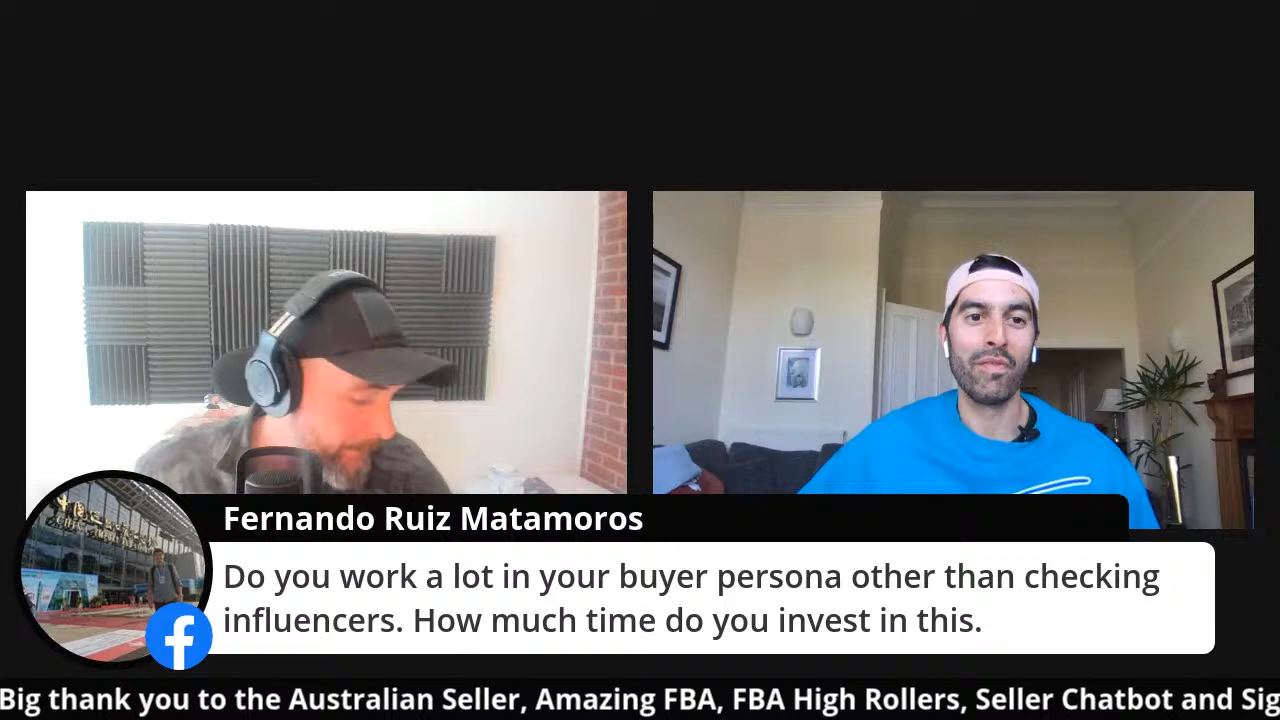 Fernando Ruiz Matamoros
Do you work a lot in your buyer persona other than checking
influencers. How much time do you invest in this.
Big thank you to the Australian Seller, Amazing FBA, FBA High Rollers, Seller Chatbot and Sig